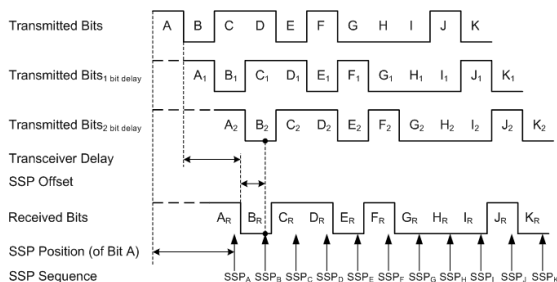 Transmitted Bits A B C D E F G H I J K
Transmitted Bits1 bit delay A1 B1 C1 D1 E1 F1 G1 H1 I1 J1 K1
Transmitted Bits2 bit delay A2 B2 C2 D2 E2 F2 G2 H2 I2 J2 K2
Transceiver Delay
SSP Offset
Received Bits AR BR CR DR ER FR GR HR IR JR KR
SSP Position (of Bit A)
SSP Sequence SSPA SSPB SSPC SSPD SSPE SSPF SSPG SSPH SSPI SSPJ SSPK